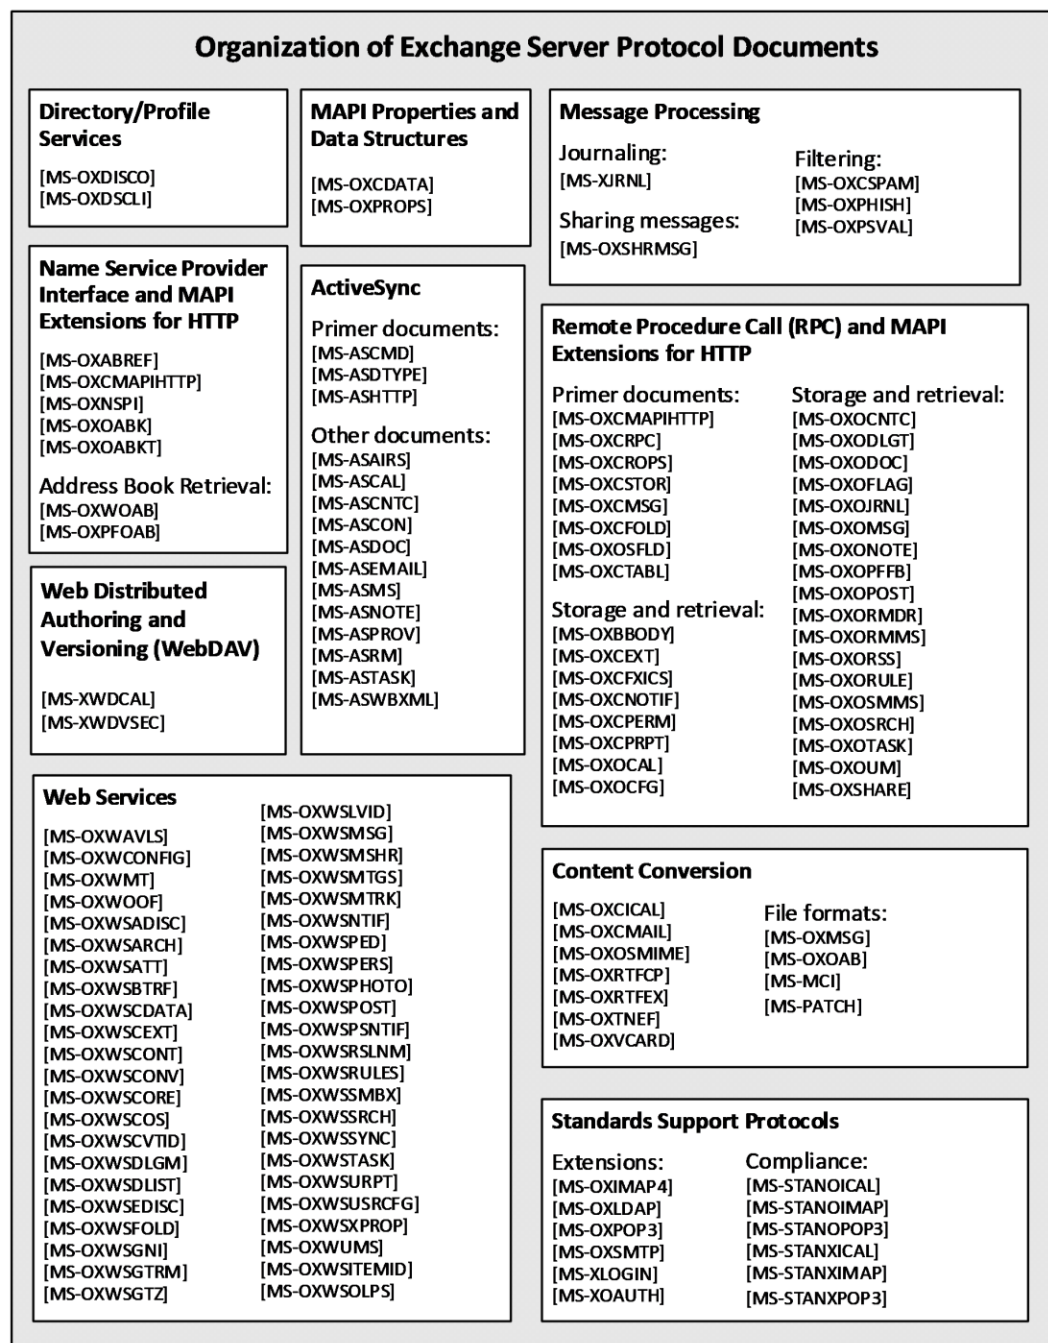 Organization of Exchange Server Protocol Documents
Directory/Profile
Services
[MS-OXDISCO]
[MS-OXDSCLI]
MAPI Properties and
Data Structures
[MS-OXCDATA]
[MS-OXPROPS]
Message Processing
Journaling:
[MS-XJRNL]
Sharing messages:
[MS-OXSHRMSG]
Filtering:
[MS-OXCSPAM]
[MS-OXPHISH]
[MS-OXPSVAL]
Name Service Provider
Interface and MAPI
Extensions for HTTP
[MS-OXABREF]
[MS-OXCMAPIHTTP]
[MS-OXNSPI]
[MS-OXOABK]
[MS-OXOABKT]
Address Book Retrieval:
[MS-OXWOAB]
[MS-OXPFOAB]
ActiveSync
Primer documents:
[MS-ASCMD]
[MS-ASDTYPE]
[MS-ASHTTP]
Other documents:
[MS-ASAIRS]
[MS-ASCAL]
[MS-ASCNTC]
[MS-ASCON]
[MS-ASDOC]
[MS-ASEMAIL]
[MS-ASMS]
[MS-ASNOTE]
[MS-ASPROV]
[MS-ASRM]
[MS-ASTASK]
[MS-ASWBXML]
Remote Procedure Call (RPC) and MAPI
Extensions for HTTP
Primer documents:
[MS-OXCMAPIHTTP]
[MS-OXCRPC]
[MS-OXCROPS]
[MS-OXCSTOR]
[MS-OXCMSG]
[MS-OXCFOLD]
[MS-OXOSFLD]
[MS-OXCTABL]
Storage and retrieval:
[MS-OXBBODY]
[MS-OXCEXT]
[MS-OXCFXICS]
[MS-OXCNOTIF]
[MS-OXCPERM]
[MS-OXCPRPT]
[MS-OXOCAL]
[MS-OXOCFG]
Storage and retrieval:
[MS-OXOCNTC]
[MS-OXODLGT]
[MS-OXODOC]
[MS-OXOFLAG]
[MS-OXOJRNL]
[MS-OXOMSG]
[MS-OXONOTE]
[MS-OXOPFFB]
[MS-OXOPOST]
[MS-OXORMDR]
[MS-OXORMMS]
[MS-OXORSS]
[MS-OXORULE]
[MS-OXOSMMS]
[MS-OXOSRCH]
[MS-OXOTASK]
[MS-OXOUM]
[MS-OXSHARE]
Web Distributed
Authoring and
Versioning (WebDAV)
[MS-XWDCAL]
[MS-XWDVSEC]
Web Services
[MS-OXWAVLS]
[MS-OXWCONFIG]
[MS-OXWMT]
[MS-OXWOOF]
[MS-OXWSADISC]
[MS-OXWSARCH]
[MS-OXWSATT]
[MS-OXWSBTRF]
[MS-OXWSCDATA]
[MS-OXWSCEXT]
[MS-OXWSCONT]
[MS-OXWSCONV]
[MS-OXWSCORE]
[MS-OXWSCOS]
[MS-OXWSCVTID]
[MS-OXWSDLGM]
[MS-OXWSDLIST]
[MS-OXWSEDISC]
[MS-OXWSFOLD]
[MS-OXWSGNI]
[MS-OXWSGTRM]
[MS-OXWSGTZ]
[MS-OXWSLVID]
[MS-OXWSMSG]
[MS-OXWSMSHR]
[MS-OXWSMTGS]
[MS-OXWSMTRK]
[MS-OXWSNTIF]
[MS-OXWSPED]
[MS-OXWSPERS]
[MS-OXWSPHOTO]
[MS-OXWSPOST]
[MS-OXWSPSNTIF]
[MS-OXWSRSLNM]
[MS-OXWSRULES]
[MS-OXWSSMBX]
[MS-OXWSSRCH]
[MS-OXWSSYNC]
[MS-OXWSTASK]
[MS-OXWSURPT]
[MS-OXWSUSRCFG]
[MS-OXWSXPROP]
[MS-OXWUMS]
[MS-OXWSITEMID]
[MS-OXWSOLPS]
Content Conversion
[MS-OXCICAL]
[MS-OXCMAIL]
[MS-OXOSMIME]
[MS-OXRTFCP]
[MS-OXRTFEX]
[MS-OXTNEF]
[MS-OXVCARD]
File formats:
[MS-OXMSG]
[MS-OXOAB]
[MS-MCI]
[MS-PATCH]
Standards Support Protocols
Extensions:
[MS-OXIMAP4]
[MS-OXLDAP]
[MS-OXPOP3]
[MS-OXSMTP]
[MS-XLOGIN]
[MS-XOAUTH]
Compliance:
[MS-STANOICAL]
[MS-STANOIMAP]
[MS-STANOPOP3]
[MS-STANXICAL]
[MS-STANXIMAP]
[MS-STANXPOP3]